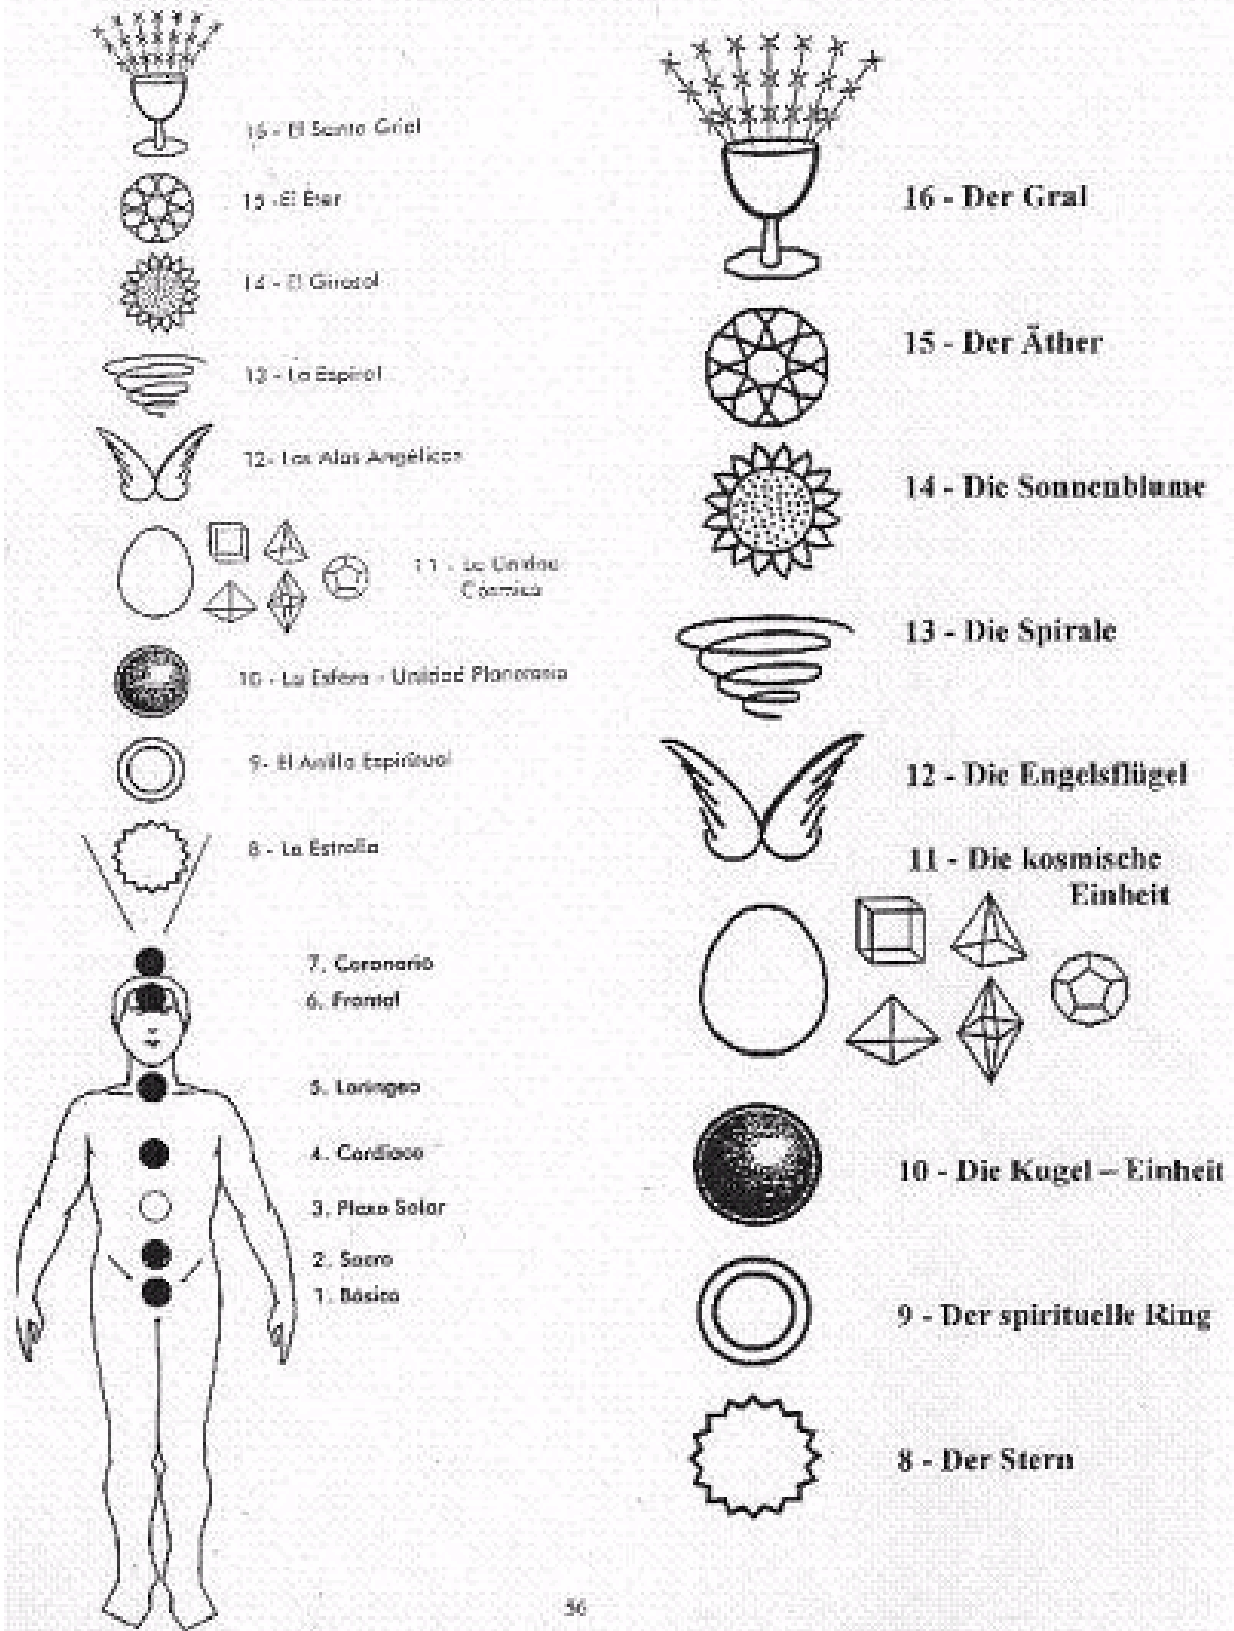 16 - El Santo Grial
15 - El Éter
14 - El Girasol
13 - La Espiral
12- Las Alas Angélicas
11 - La Unidad
Cósmica
10 - La Esfera - Unidad Planetaria
9- El Anillo Espiritual
8 - La Estrella
7. Coronario
6. Frontal
5. Laringeo
4. Cardiaco
3. Plexo Solar
2. Sacro
1. Básico
16 - Der Gral
15 - Der Äther
14 - Die Sonnenblume
13 - Die Spirale
12 - Die Engelsflügel
11 - Die kosmische
Einheit
10 - Die Kugel – Einheit
9 - Der spirituelle Ring
8 - Der Stern
56